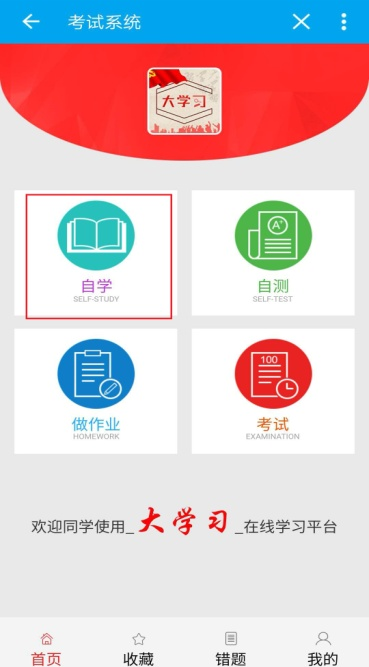 考试系统
大学习
自学
SELF-STUDY
自测
SELF-TEST
A+
做作业
HOMEWORK
100
考试
EXAMINATION
欢迎同学使用_大学习_在线学习平台
首页
收藏
错题
我的